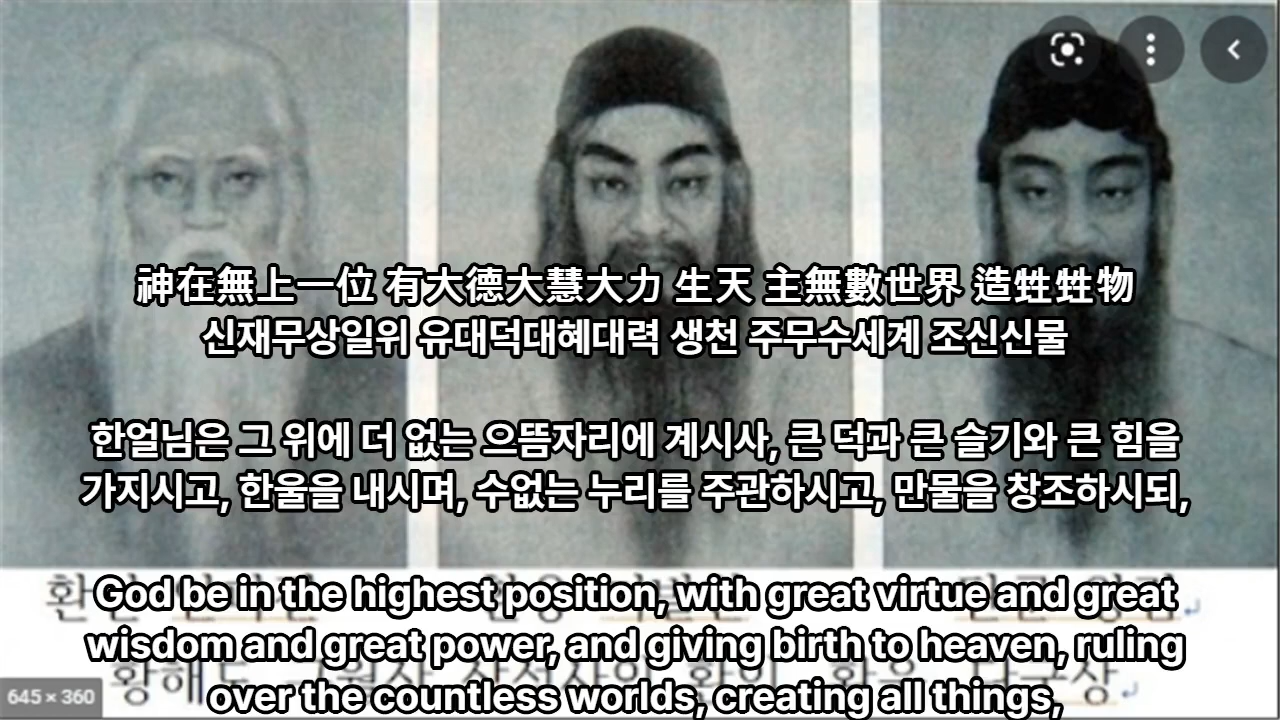 神在無上一位 有大德大慧大力 生天 主無數世界 造甡甡物
신재무상일위 유대덕대혜대력 생천 주무수세계 조신신물
한얼님은 그 위에 더 없는 으뜸자리에 계시사, 큰 덕과 큰 슬기와 큰 힘을
가지시고, 한울을 내시며, 수없는 누리를 주관하시고, 만물을 창조하시되,
God be in the highest position, with great virtue and great
wisdom and great power, and giving birth to heaven, ruling
over the countless worlds, creating all things,
황해도
645 × 360